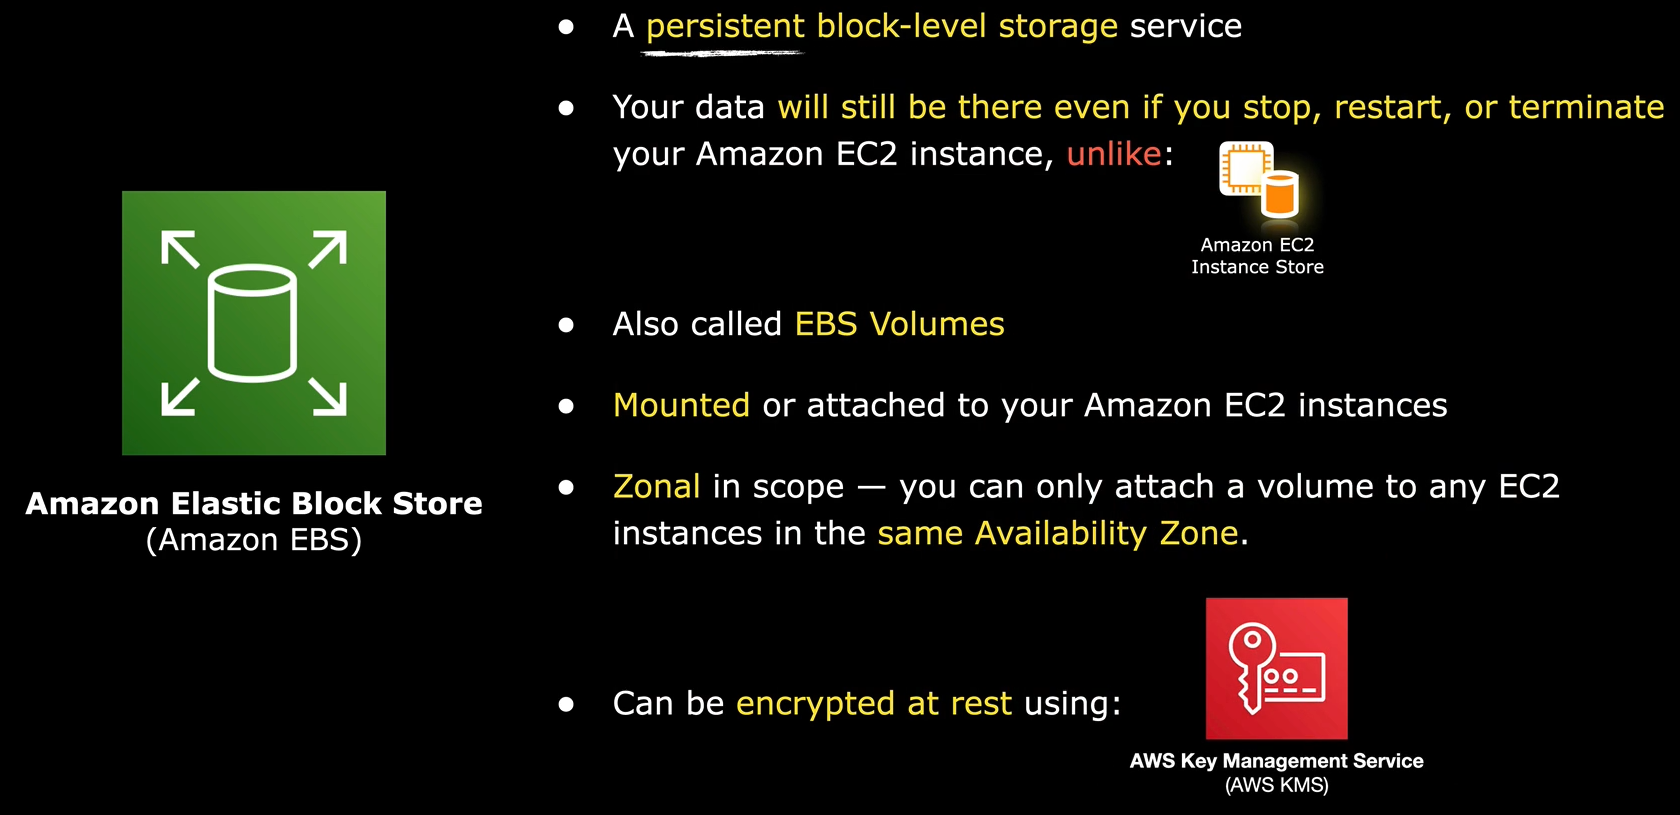 ● A persistent block-level storage service
● Your data will still be there even if you stop, restart, or terminate
your Amazon EC2 instance, unlike:
Amazon EC2
Instance Store
● Also called EBS Volumes
● Mounted or attached to your Amazon EC2 instances
Amazon Elastic Block Store
(Amazon EBS)
● Zonal in scope — you can only attach a volume to any EC2
instances in the same Availability Zone.
● Can be encrypted at rest using:
AWS Key Management Service
(AWS KMS)